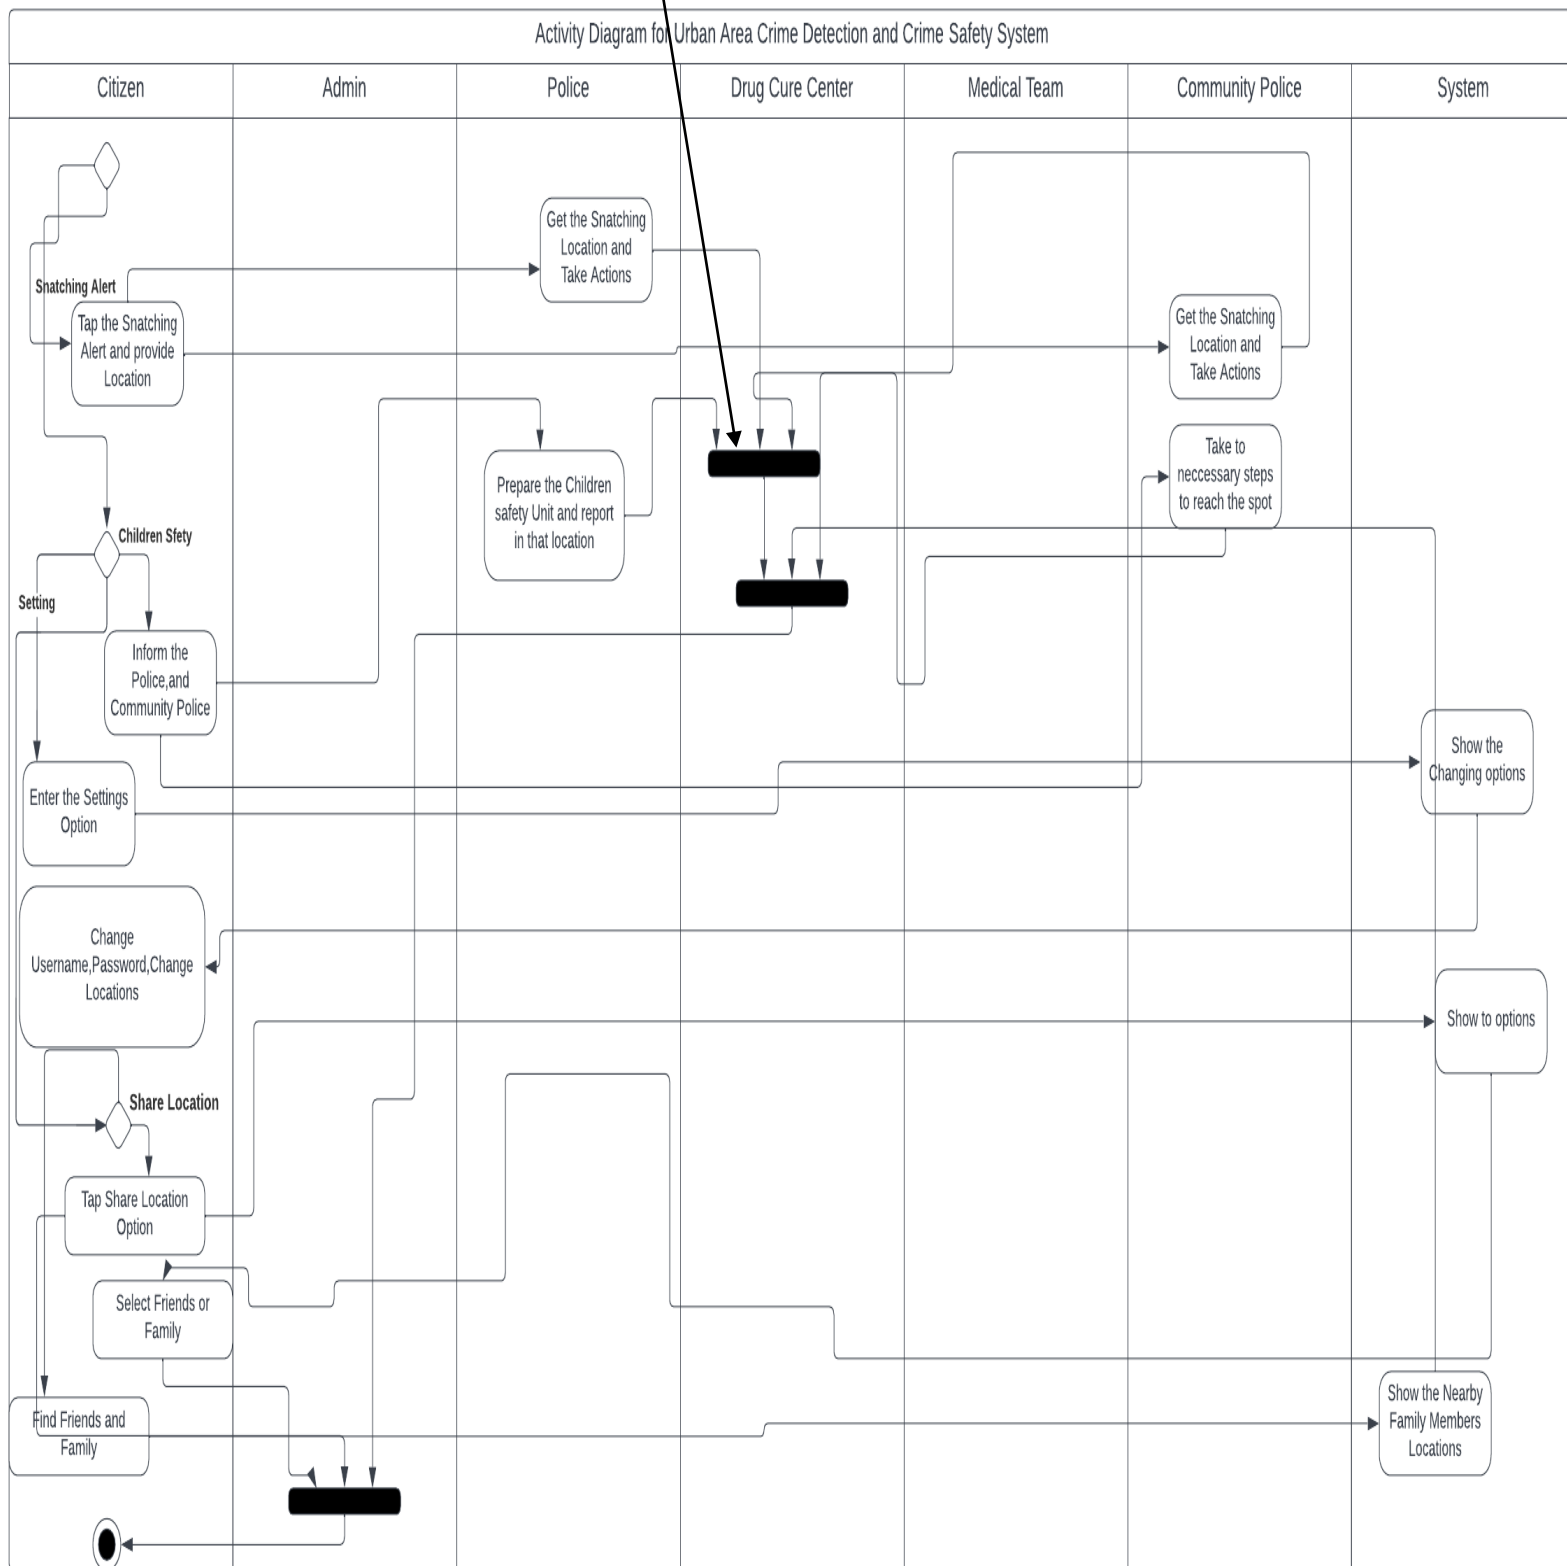 Activity Diagram for Urban Area Crime Detection and Crime Safety System
Citizen
Admin
Police
Drug Cure Center
Medical Team
Community Police
System
Get the Snatching
Location and
Take Actions
Snatching Alert
Tap the Snatching
Alert and provide
Location
Get the Snatching
Location and
Take Actions
Take to
neccessary steps
to reach the spot
Prepare the Children
safety Unit and report
in that location
Children Sfety
Setting
Inform the
Police,and
Community Police
Show the
Changing options
Enter the Settings
Option
Change
Username,Password,Change
Locations
Show to options
Share Location
Tap Share Location
Option
Select Friends or
Family
Find Friends and
Family
Show the Nearby
Family Members
Locations